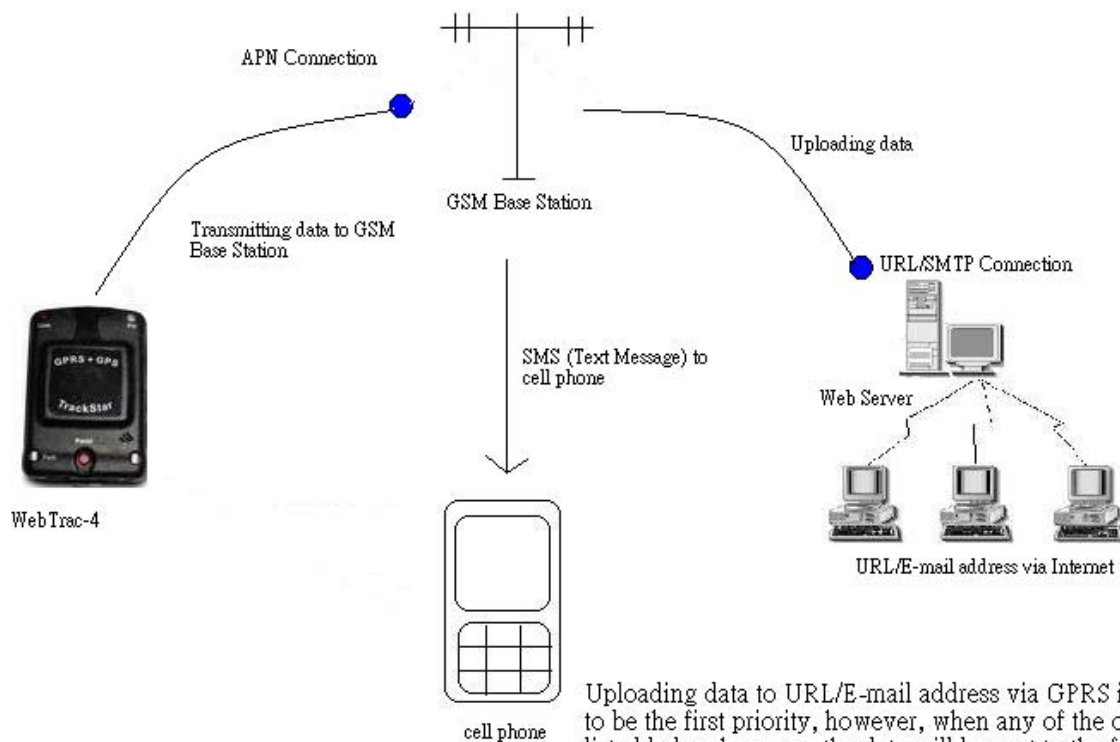 APN Connection
Uploading data
GSM Base Station
Transmitting data to GSM
Base Station
URL/SMTP Connection
GPRS + GPS
TrackStar
SMS (Text Message) to
cell phone
Web Server
WebTrac-4
URL/E-mail address via Internet
cell phone
Uploading data to URL/E-mail address via GPRS
to be the first priority, however, when any of the